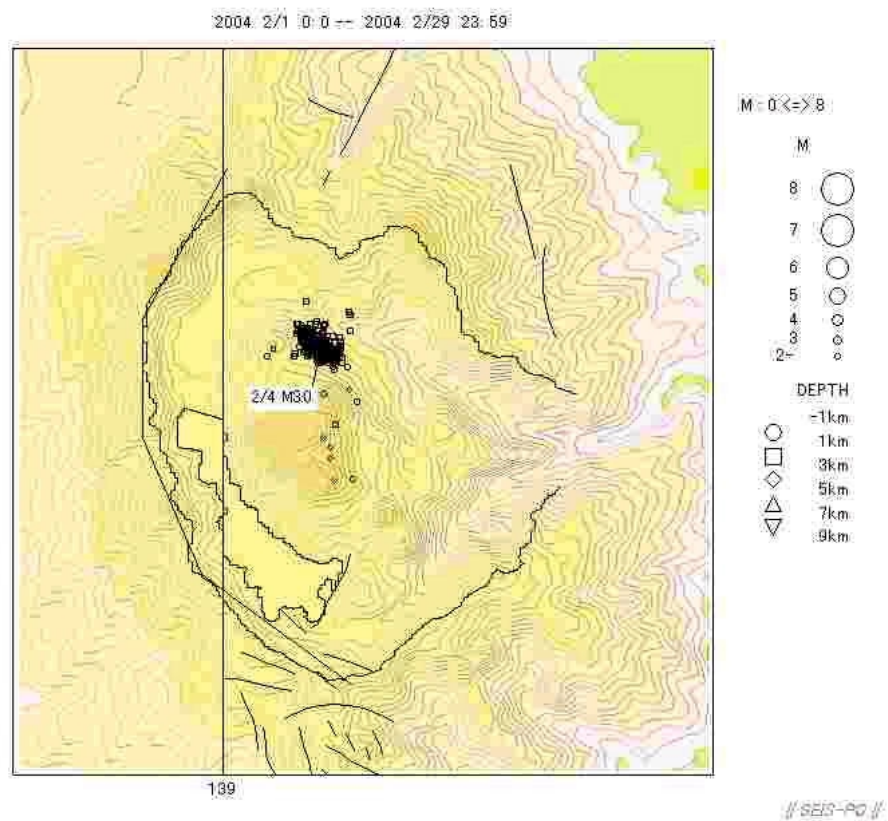 2004 2/1 0:0 -- 2004 2/29 23:59
M : 0 <=> 8
M
8
7
6
5
4
3
2-
DEPTH
-1km
1km
3km
5km
7km
9km
2/4 M3.0
139
// SEIS-PC //